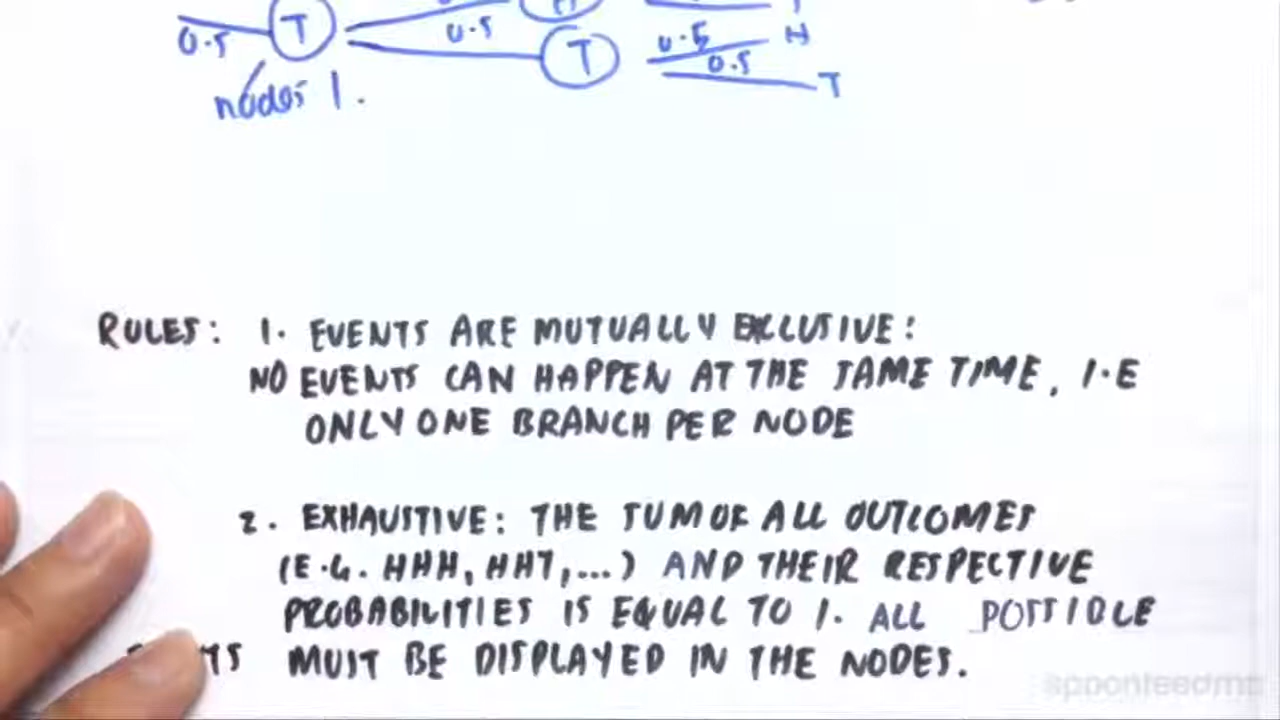 0.5 T 0.5 T 0.5 H
0.5 T
nodes 1.
RULES: 1. EVENTS ARE MUTUALLY EXCLUSIVE:
NO EVENTS CAN HAPPEN AT THE SAME TIME, I.E
ONLY ONE BRANCH PER NODE
2. EXHAUSTIVE: THE SUM OF ALL OUTCOMES
(E.G. HHH, HHT,...) AND THEIR RESPECTIVE
PROBABILITIES IS EQUAL TO 1. ALL POSSIBLE
MUST BE DISPLAYED IN THE NODES.